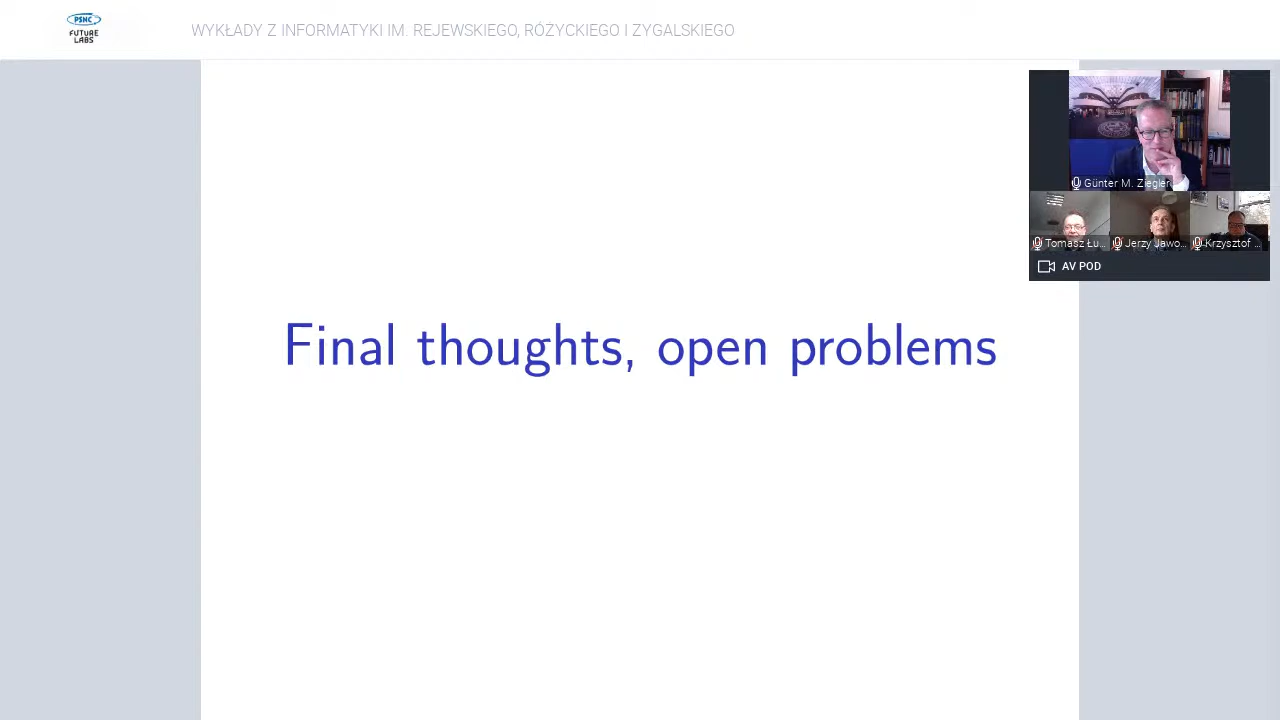 PSNC
FUTURE
LABS
WYKŁADY Z INFORMATYKI IM. REJEWSKIEGO, RÓŻYCKIEGO I ZYGALSKIEGO
Günter M. Ziegler
Tomasz Łu... Jerzy Jawo... Krzysztof ...
AV POD
Final thoughts, open problems